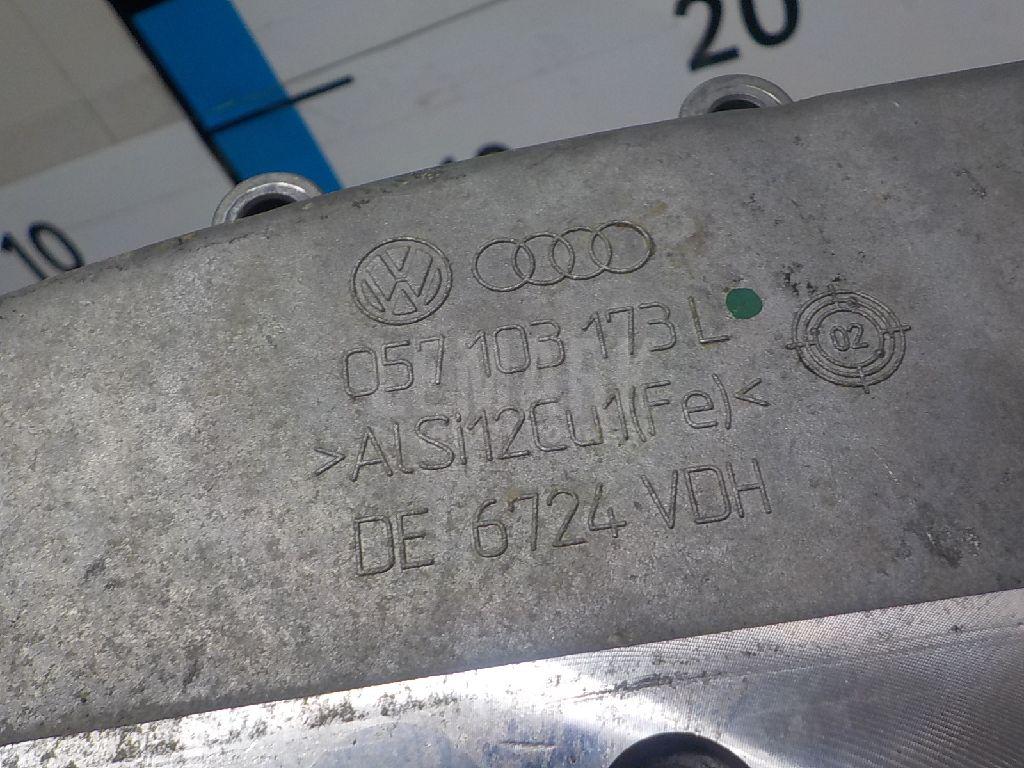 20
10
057 103 173 L
02
>AlSi12Cu1(Fe)<
DE 6724 VDH